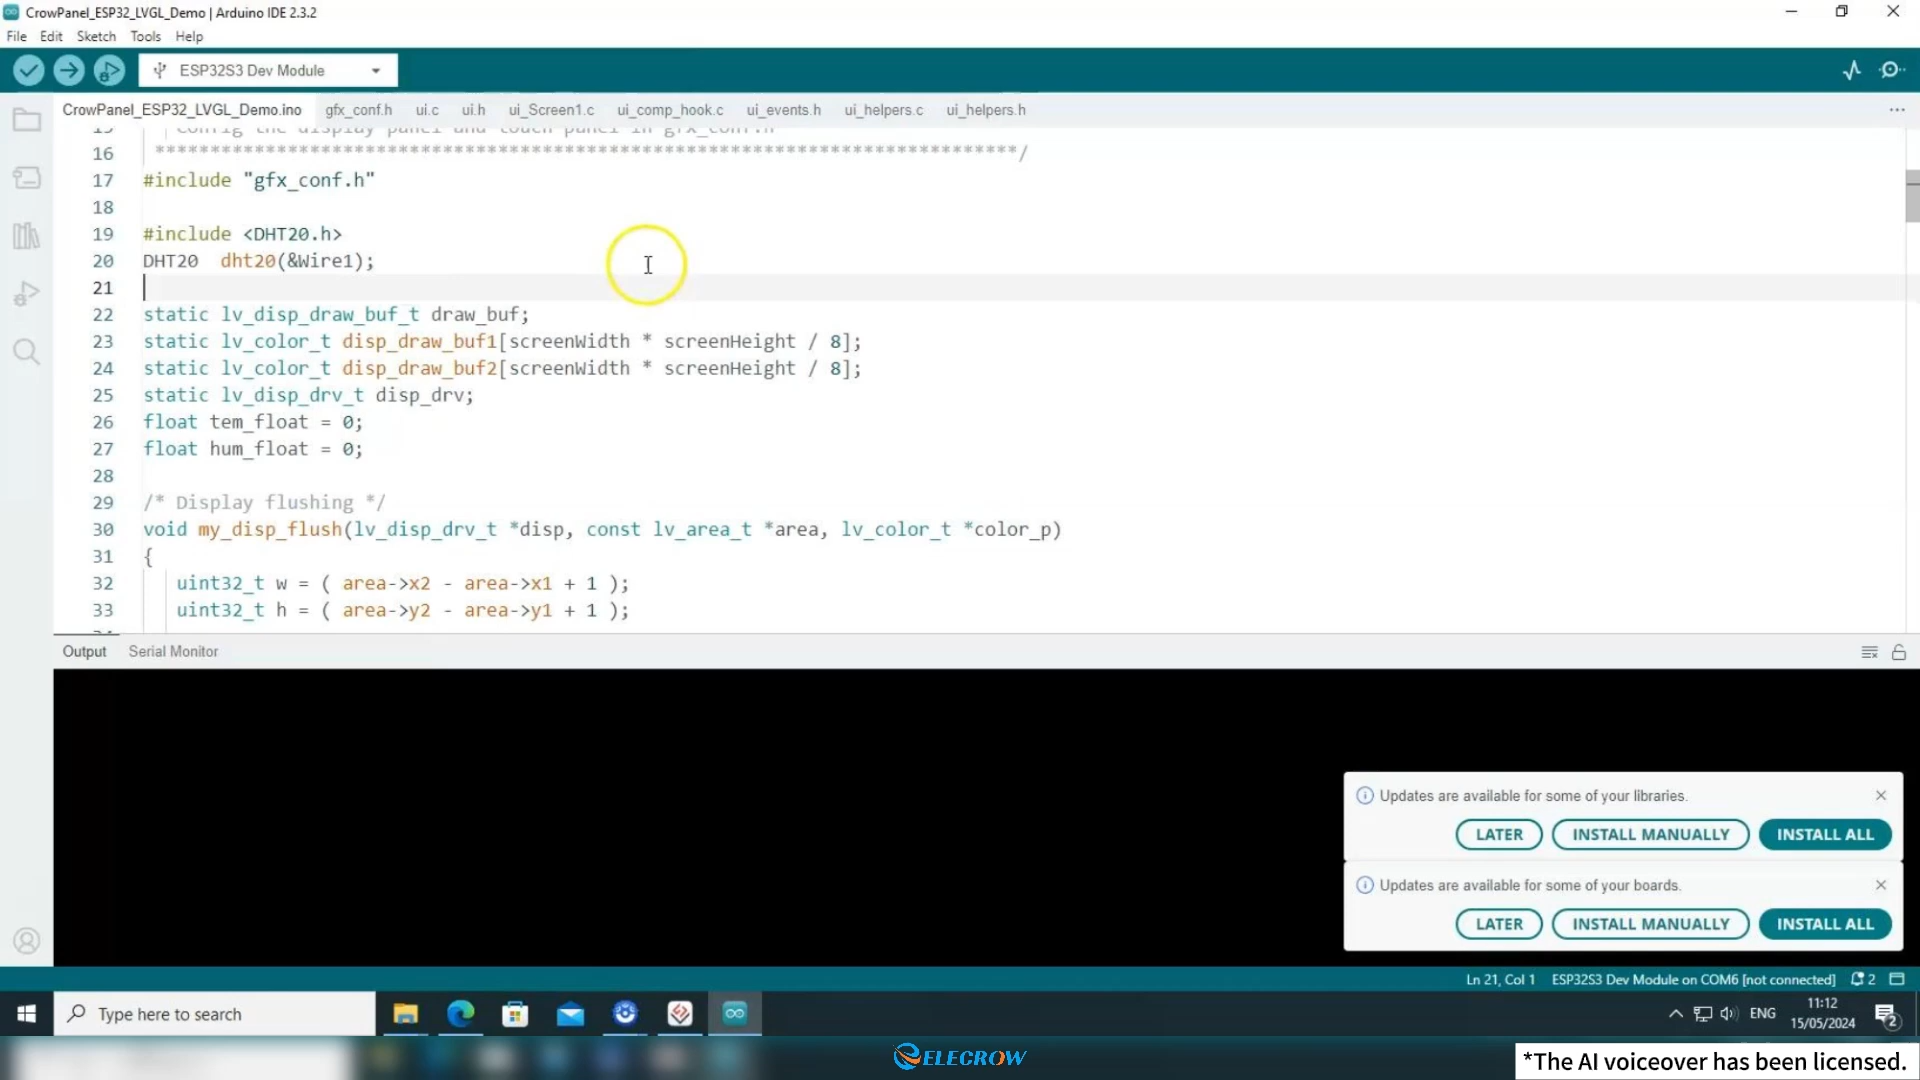 CrowPanel_ESP32_LVGL_Demo | Arduino IDE 2.3.2
File Edit Sketch Tools Help
ESP32S3 Dev Module
CrowPanel_ESP32_LVGL_Demo.ino gfx_conf.h ui.c ui.h ui_Screen1.c ui_comp_hook.c ui_events.h ui_helpers.c ui_helpers.h
15 Config the display panel and touch panel in gfx_conf.h
16 ******************************************************************************/
17 #include "gfx_conf.h"
18
19 #include <DHT20.h>
20 DHT20  dht20(&Wire1);
21
22 static lv_disp_draw_buf_t draw_buf;
23 static lv_color_t disp_draw_buf1[screenWidth * screenHeight / 8];
24 static lv_color_t disp_draw_buf2[screenWidth * screenHeight / 8];
25 static lv_disp_drv_t disp_drv;
26 float tem_float = 0;
27 float hum_float = 0;
28
29 /* Display flushing */
30 void my_disp_flush(lv_disp_drv_t *disp, const lv_area_t *area, lv_color_t *color_p)
31 {
32 uint32_t w = ( area->x2 - area->x1 + 1 );
33 uint32_t h = ( area->y2 - area->y1 + 1 );
Output Serial Monitor
Updates are available for some of your libraries.
LATER INSTALL MANUALLY INSTALL ALL
Updates are available for some of your boards.
LATER INSTALL MANUALLY INSTALL ALL
Ln 21, Col 1 ESP32S3 Dev Module on COM6 [not connected] 2
Type here to search
ENG
11:12
15/05/2024
2
ELECROW
*The AI voiceover has been licensed.